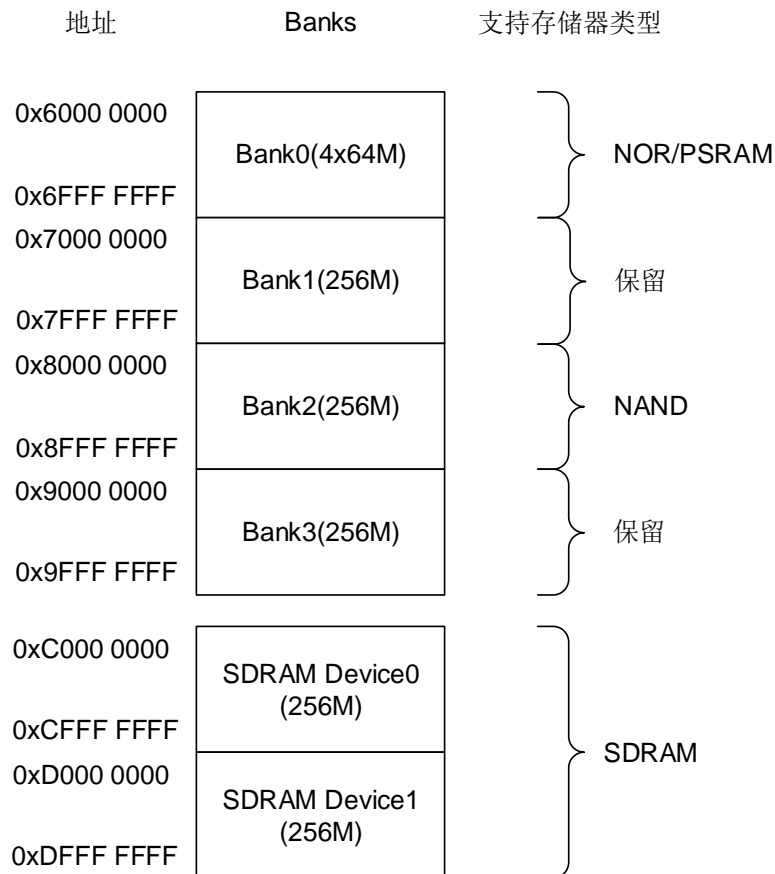 地址 Banks 支持存储器类型
0x6000 0000
Bank0(4x64M) NOR/PSRAM
0x6FFF FFFF
0x7000 0000
Bank1(256M) 保留
0x7FFF FFFF
0x8000 0000
Bank2(256M) NAND
0x8FFF FFFF
0x9000 0000
Bank3(256M) 保留
0x9FFF FFFF
0xC000 0000
SDRAM Device0
(256M)
0xCFFF FFFF
SDRAM
0xD000 0000
SDRAM Device1
(256M)
0xDFFF FFFF